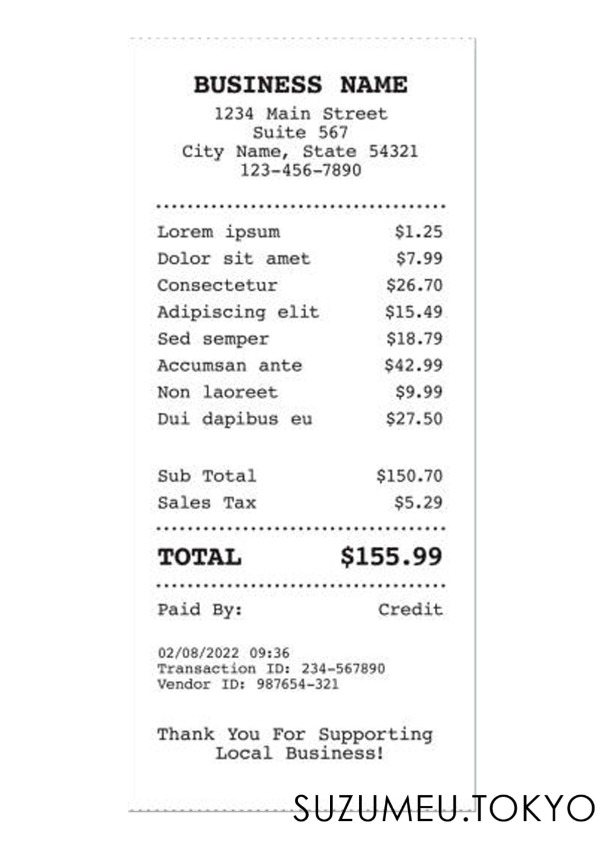 BUSINESS NAME
1234 Main Street
Suite 567
City Name, State 54321
123-456-7890
Lorem ipsum $1.25
Dolor sit amet $7.99
Consectetur $26.70
Adipiscing elit $15.49
Sed semper $18.79
Accumsan ante $42.99
Non laoreet $9.99
Dui dapibus eu $27.50
Sub Total $150.70
Sales Tax $5.29
TOTAL $155.99
Paid By: Credit
02/08/2022 09:36
Transaction ID: 234-567890
Vendor ID: 987654-321
Thank You For Supporting
Local Business!
SUZUMEU.TOKYO